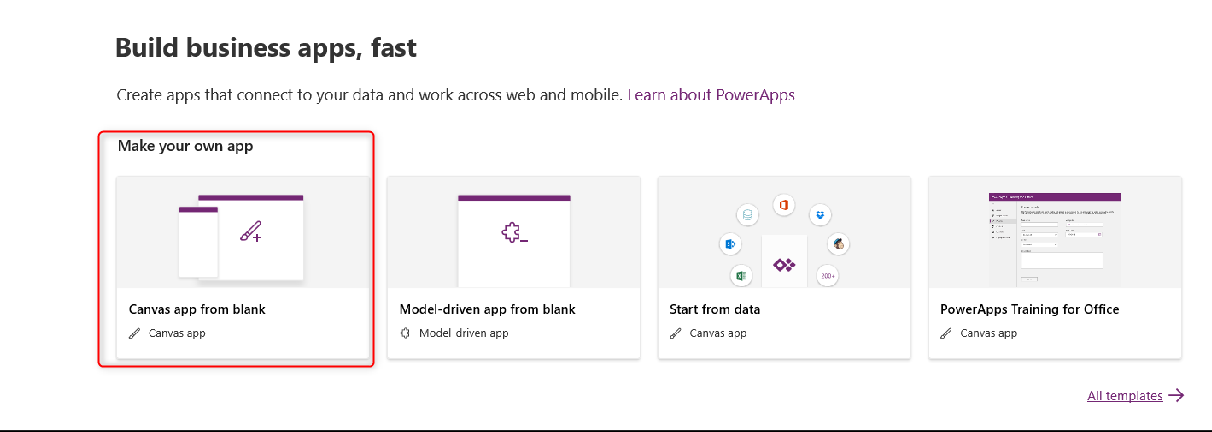 Build business apps, fast
Create apps that connect to your data and work across web and mobile. Learn about PowerApps
Make your own app
Canvas app from blank
Canvas app
Model-driven app from blank
Model-driven app
200+
Start from data
Canvas app
PowerApps Training for Office
Canvas app
All templates